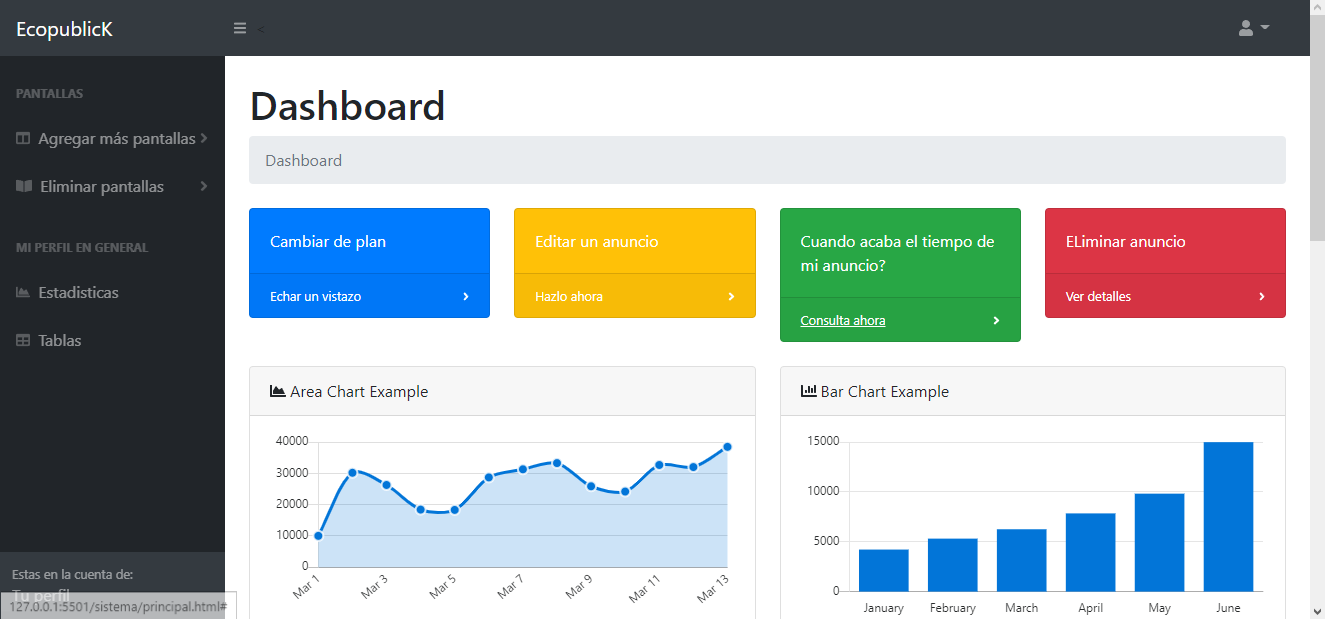 EcopublicK
<
PANTALLAS
Agregar más pantallas
Eliminar pantallas
MI PERFIL EN GENERAL
Estadisticas
Tablas
Estas en la cuenta de:
Tu perfil
127.0.0.1:5501/sistema/principal.html#
Dashboard
Dashboard
Cambiar de plan
Echar un vistazo
Editar un anuncio
Hazlo ahora
Cuando acaba el tiempo de
mi anuncio?
Consulta ahora
ELiminar anuncio
Ver detalles
Area Chart Example
40000
30000
20000
10000
0
Mar 1
Mar 3
Mar 5
Mar 7
Mar 9
Mar 11
Mar 13
Bar Chart Example
15000
10000
5000
0
January
February
March
April
May
June